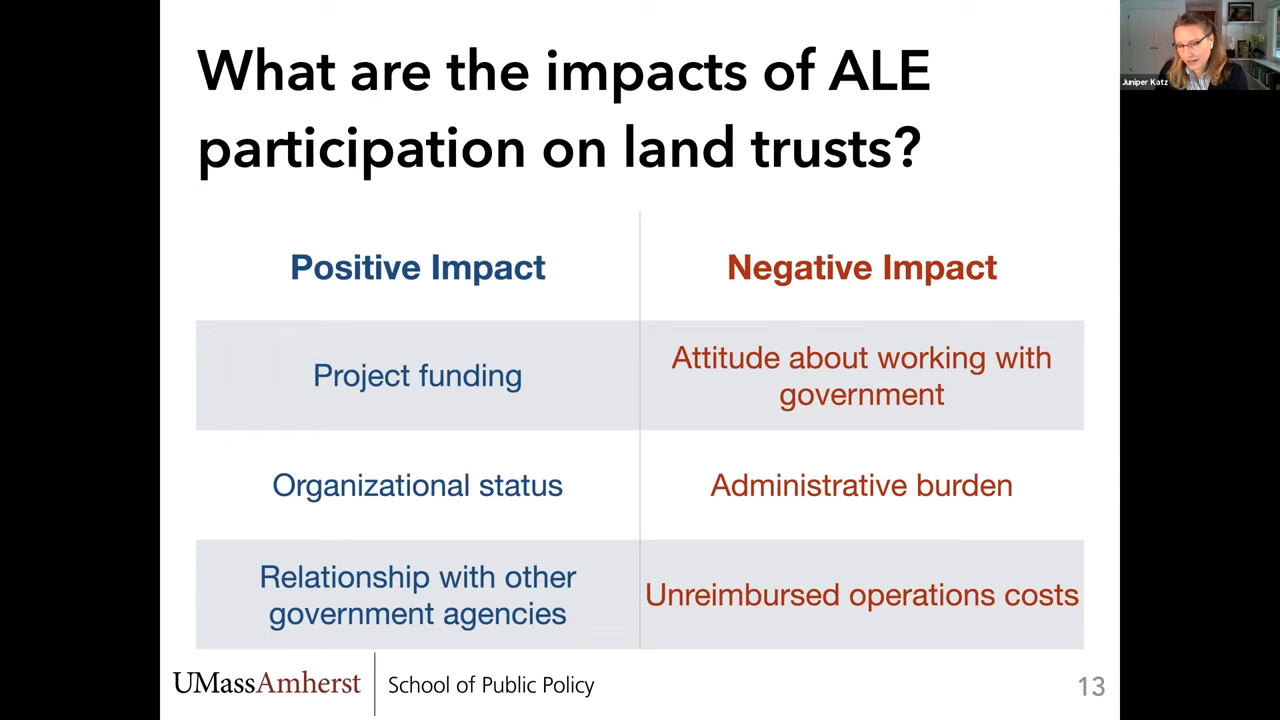 What are the impacts of ALE
participation on land trusts?
Juniper Katz
Positive Impact
Negative Impact
Project funding
Attitude about working with
government
Organizational status
Administrative burden
Relationship with other
government agencies
Unreimbursed operations costs
UMassAmherst
School of Public Policy
13